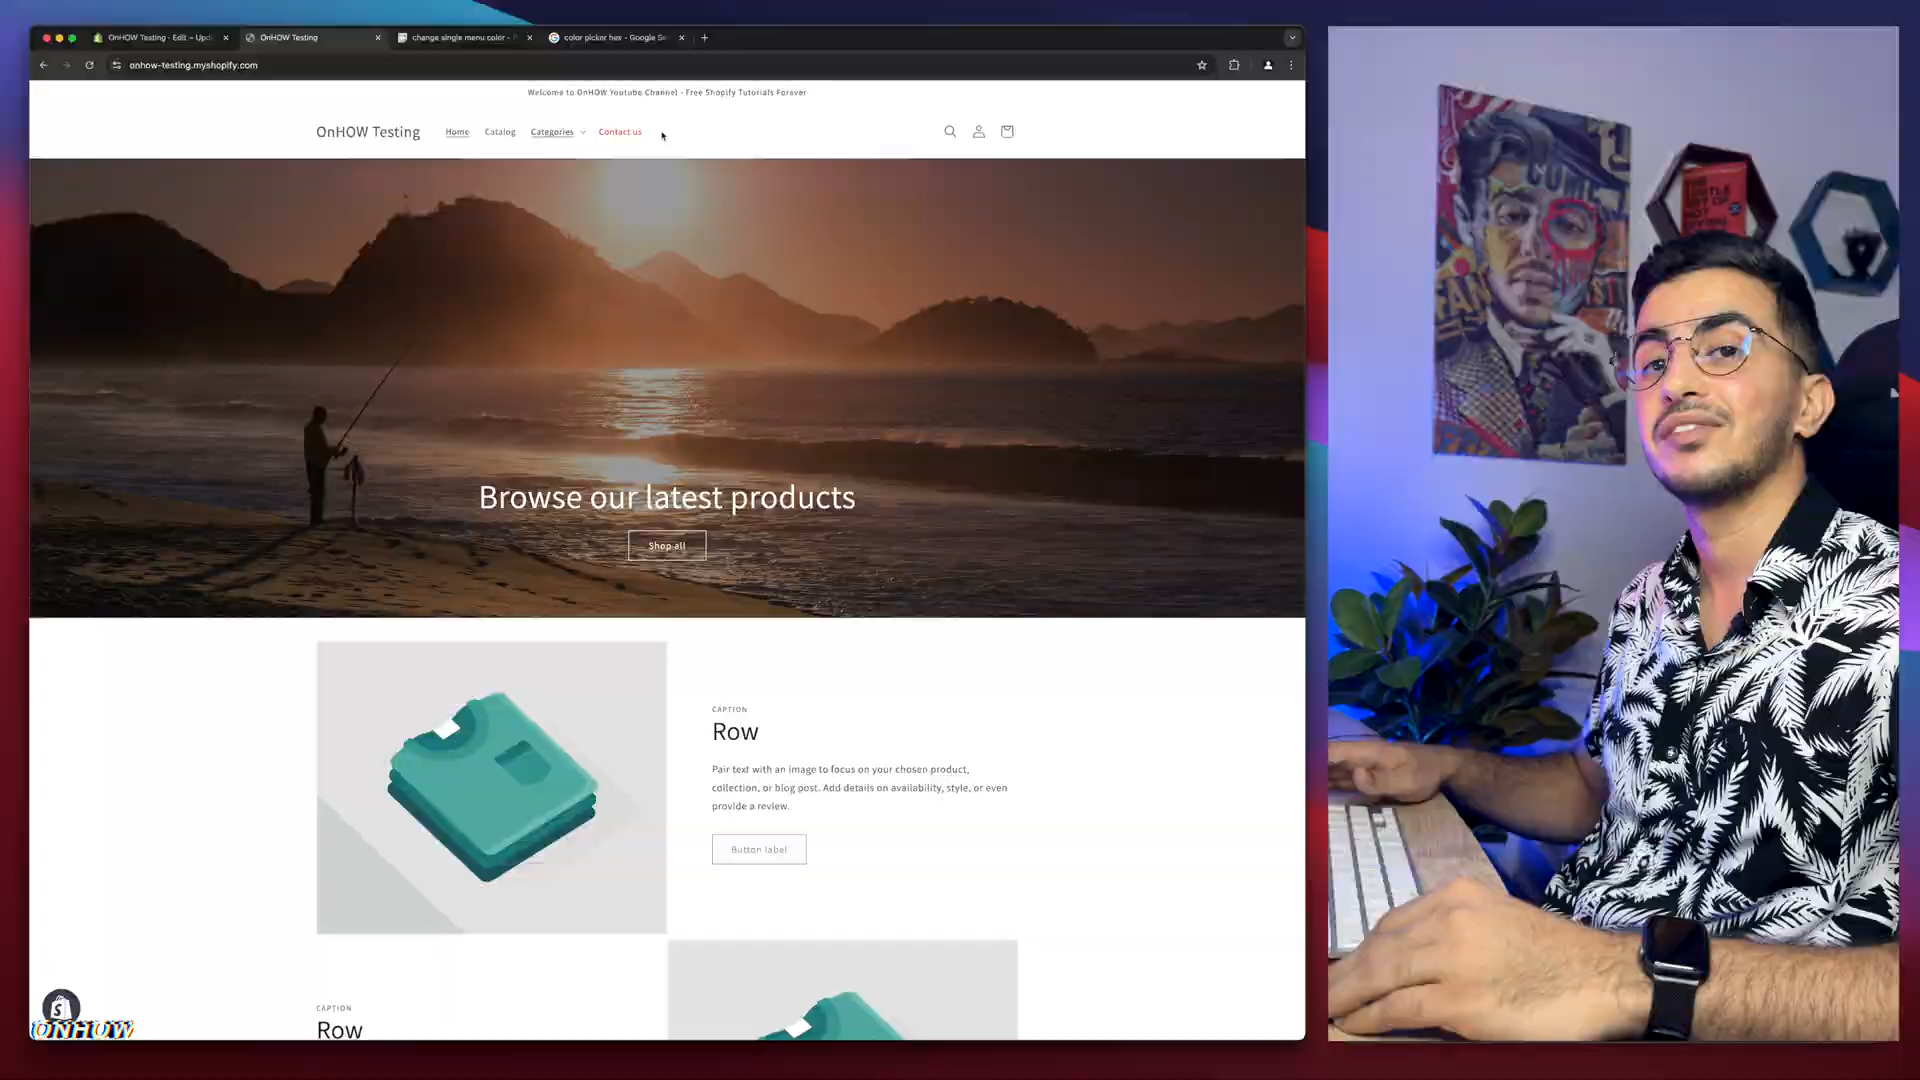 OnHOW Testing - Edit - Upda
OnHOW Testing
change single menu color -
color picker hex - Google Se
onhow-testing.myshopify.com
Welcome to OnHOW Youtube Channel - Free Shopify Tutorials Forever
OnHOW Testing
Home
Catalog
Categories
Contact us
Browse our latest products
Shop all
CAPTION
Row
Pair text with an image to focus on your chosen product,
collection, or blog post. Add details on availability, style, or even
provide a review.
Button label
CAPTION
Row
ONHOW
FAN